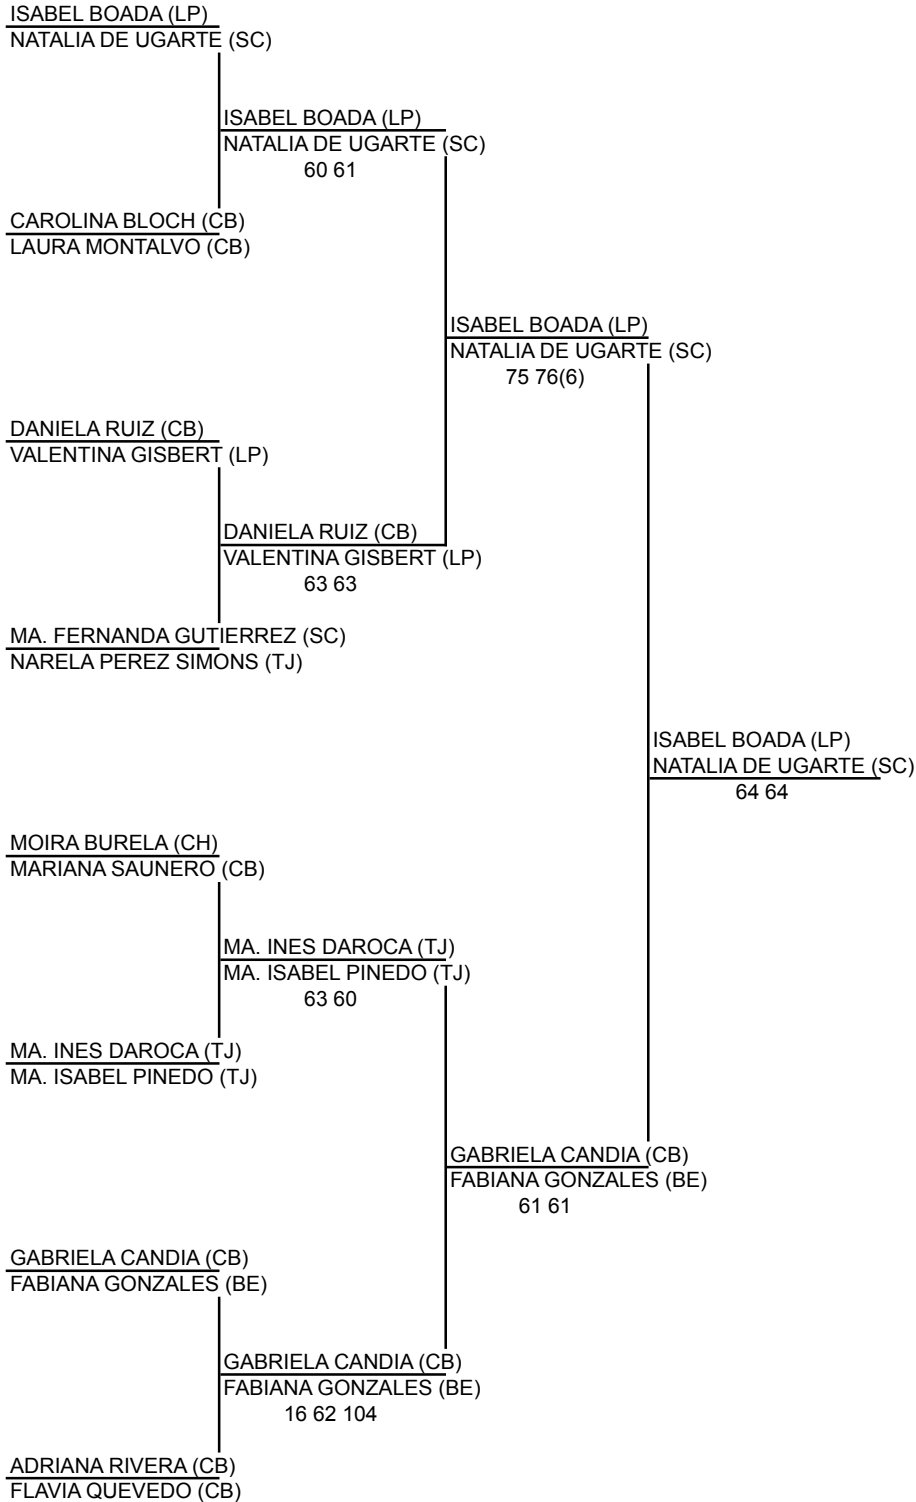 ISABEL BOADA (LP)
NATALIA DE UGARTE (SC)
ISABEL BOADA (LP)
NATALIA DE UGARTE (SC)
60 61
CAROLINA BLOCH (CB)
LAURA MONTALVO (CB)
ISABEL BOADA (LP)
NATALIA DE UGARTE (SC)
75 76(6)
DANIELA RUIZ (CB)
VALENTINA GISBERT (LP)
DANIELA RUIZ (CB)
VALENTINA GISBERT (LP)
63 63
MA. FERNANDA GUTIERREZ (SC)
NARELA PEREZ SIMONS (TJ)
ISABEL BOADA (LP)
NATALIA DE UGARTE (SC)
64 64
MOIRA BURELA (CH)
MARIANA SAUNERO (CB)
MA. INES DAROCA (TJ)
MA. ISABEL PINEDO (TJ)
63 60
MA. INES DAROCA (TJ)
MA. ISABEL PINEDO (TJ)
GABRIELA CANDIA (CB)
FABIANA GONZALES (BE)
61 61
GABRIELA CANDIA (CB)
FABIANA GONZALES (BE)
GABRIELA CANDIA (CB)
FABIANA GONZALES (BE)
16 62 104
ADRIANA RIVERA (CB)
FLAVIA QUEVEDO (CB)